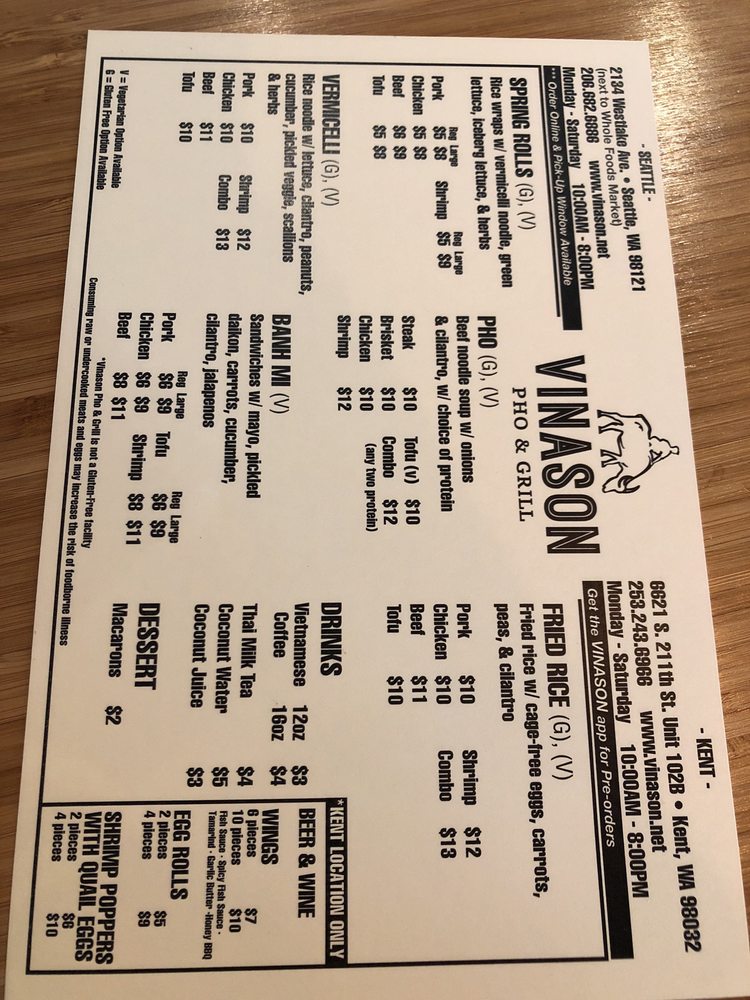 - SEATTLE -
2134 Westlake Ave. • Seattle, WA 98121
(next to Whole Foods Market)
206.682.6686 www.vinason.net
Monday - Saturday 10:00AM - 8:00PM
*** Order Online & Pick-Up Window Available
VINASON
PHO & GRILL
- KENT -
6621 S. 211th St. Unit 102B • Kent, WA 98032
253.243.6966 www.vinason.net
Monday - Saturday 10:00AM - 8:00PM
Get the VINASON app for Pre-orders
SPRING ROLLS (G), (V)
Rice wraps w/ vermicelli noodle, green
lettuce, iceberg lettuce, & herbs
Reg Large Reg Large
Pork $5 $8 Shrimp $5 $9
Chicken $5 $8
Beef $6 $9
Tofu $5 $8
VERMICELLI (G), (V)
Rice noodle w/ lettuce, cilantro, peanuts,
cucumber, pickled veggie, scallions
& herbs
Pork $10 Shrimp $12
Chicken $10 Combo $13
Beef $11
Tofu $10
V = Vegetarian Option Available
G = Gluten Free Option Available
PHO (G), (V)
Beef noodle soup w/ onions
& cilantro, w/ choice of protein
Steak $10 Tofu (v) $10
Brisket $10 Combo $12
Chicken $10 (any two protein)
Shrimp $12
BANH MI (V)
Sandwiches w/ mayo, pickled
daikon, carrots, cucumber,
cilantro, jalapenos
Reg Large Reg Large
Pork $6 $9 Tofu $6 $9
Chicken $6 $9 Shrimp $8 $11
Beef $8 $11
*Vinason Pho & Grill is not a Gluten-Free facility
Consuming raw or undercooked meats and eggs may increase the risk of foodborne illness
FRIED RICE (G), (V)
Fried rice w/ cage-free eggs, carrots,
peas, & cilantro
Pork $10 Shrimp $12
Chicken $10 Combo $13
Beef $11
Tofu $10
DRINKS
Vietnamese 12oz $3
Coffee 16oz $4
Thai Milk Tea $4
Coconut Water $5
Coconut Juice $3
DESSERT
Macarons $2
*KENT LOCATION ONLY
BEER & WINE
WINGS
6 pieces $7
10 pieces $10
Fish Sauce · Spicy Fish Sauce ·
Tamarind · Garlic Butter ·Honey BBQ
EGG ROLLS
2 pieces $5
4 pieces $9
SHRIMP POPPERS
WITH QUAIL EGGS
2 pieces $6
4 pieces $10